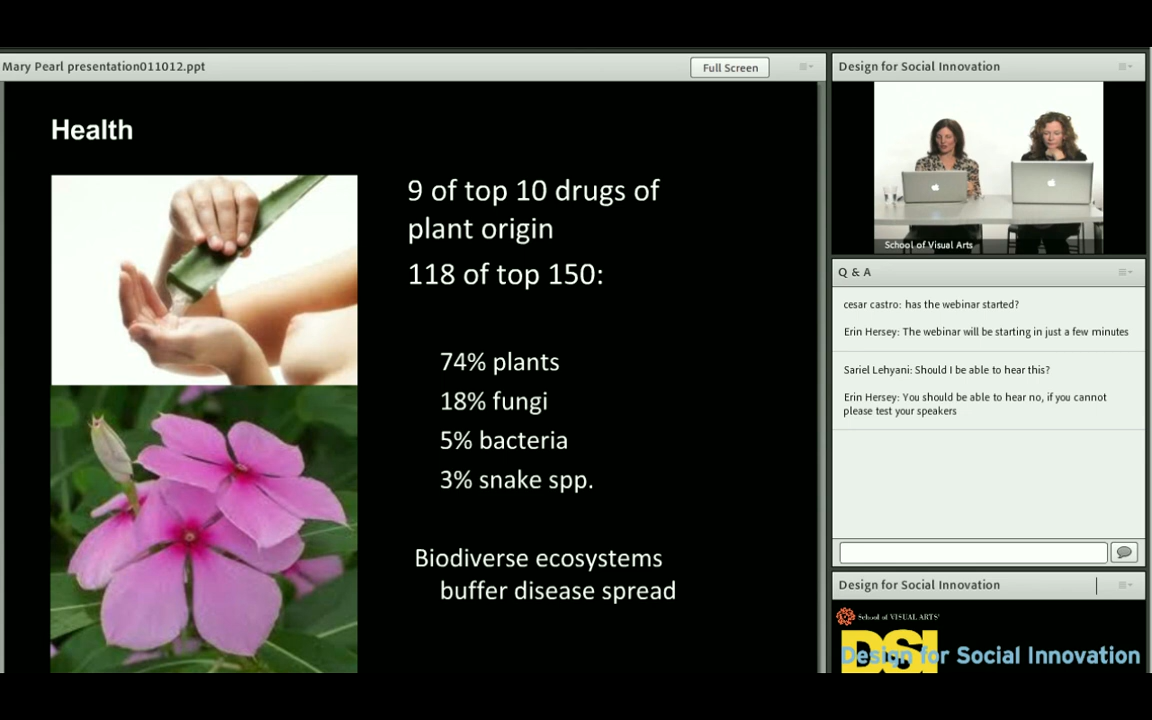 Mary Pearl presentation011012.ppt
Full Screen
Health
9 of top 10 drugs of
plant origin
118 of top 150:
74% plants
18% fungi
5% bacteria
3% snake spp.
Biodiverse ecosystems
buffer disease spread
Design for Social Innovation
School of Visual Arts
Q & A
cesar castro: has the webinar started?
Erin Hersey: The webinar will be starting in just a few minutes
Sariel Lehyani: Should I be able to hear this?
Erin Hersey: You should be able to hear no, if you cannot
please test your speakers
Design for Social Innovation
School of VISUAL ARTS
DSI
Design for Social Innovation